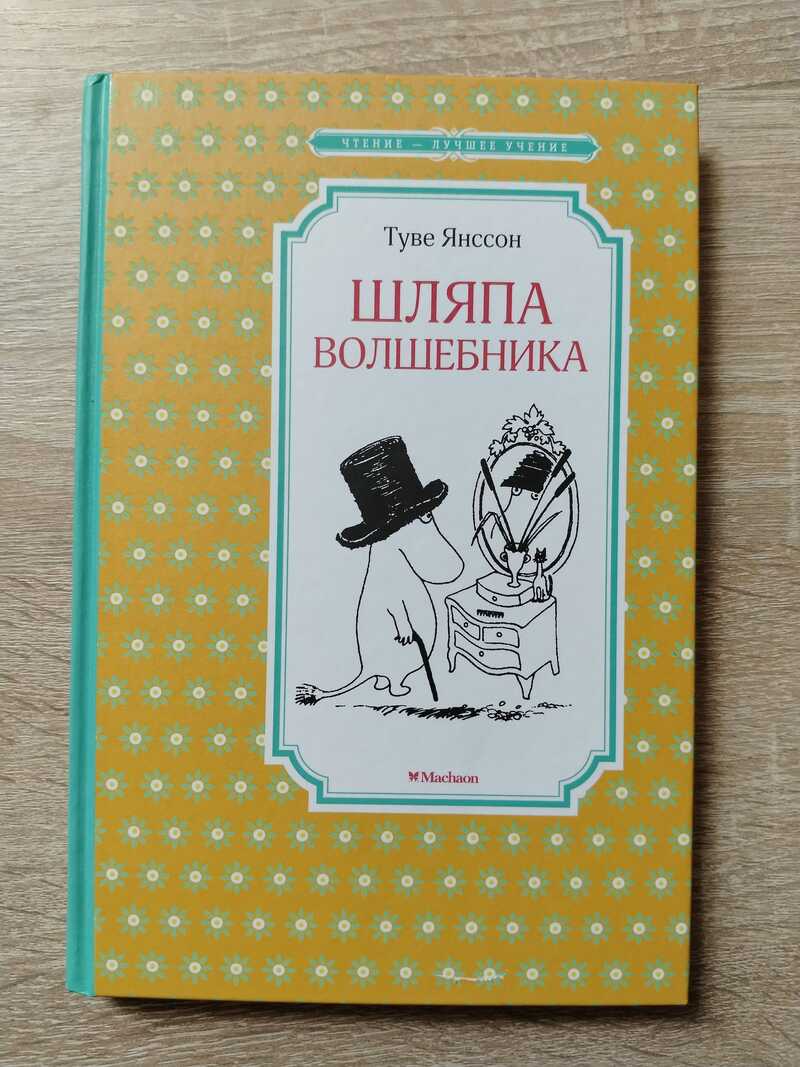 ЧТЕНИЕ — ЛУЧШЕЕ УЧЕНИЕ
Туве Янссон
ШЛЯПА
ВОЛШЕБНИКА
Machaon